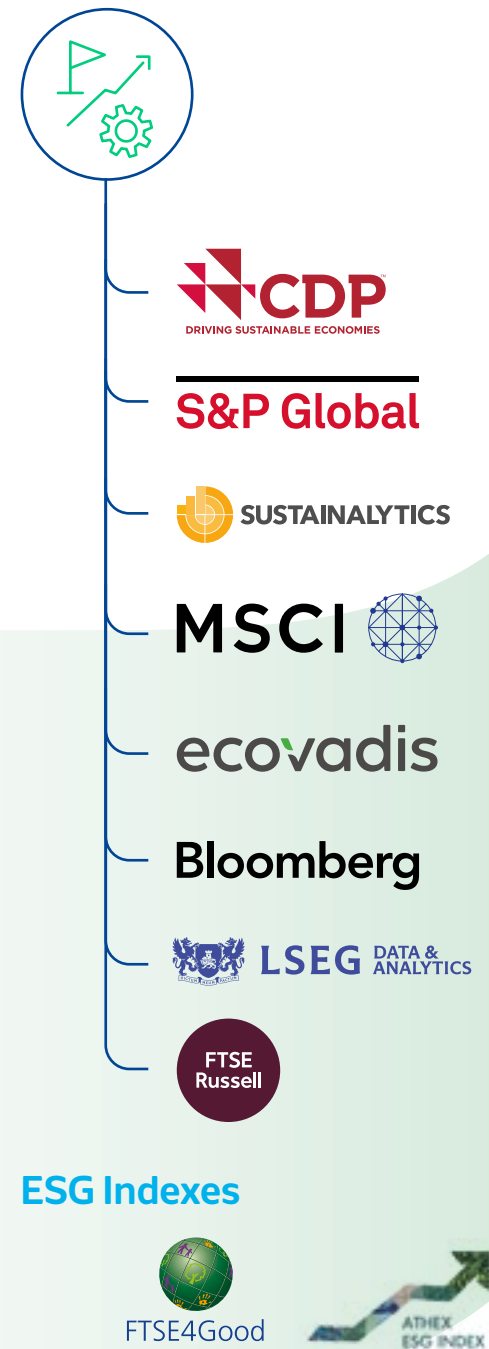 CDP™
DRIVING SUSTAINABLE ECONOMIES
S&P Global
SUSTAINALYTICS
MSCI
ecovadis
Bloomberg
LSEG DATA &
ANALYTICS
FTSE
Russell
ESG Indexes
FTSE4Good
ATHEX
ESG INDEX